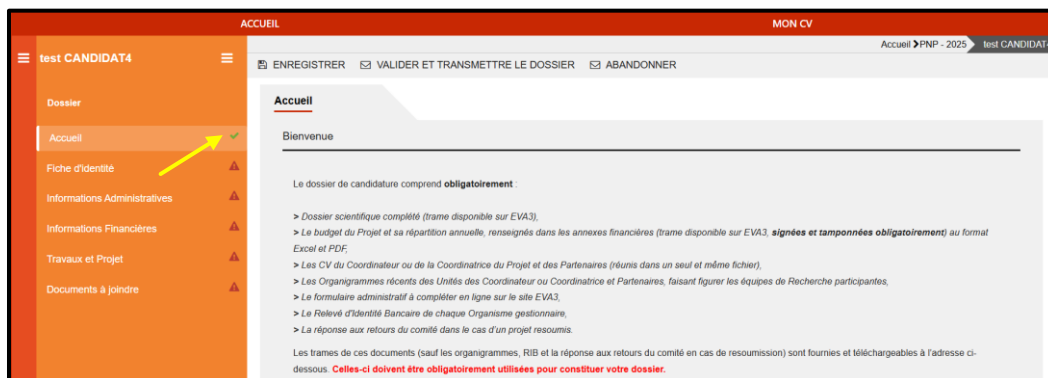 ACCUEIL
MON CV
Accueil PNP - 2025 test CANDIDAT4
test CANDIDAT4
ENREGISTRER VALIDER ET TRANSMETTRE LE DOSSIER ABANDONNER
Dossier
Accueil
Fiche d'identité
Informations Administratives
Informations Financières
Travaux et Projet
Documents à joindre
Accueil
Bienvenue
Le dossier de candidature comprend obligatoirement :
> Dossier scientifique complété (trame disponible sur EVA3),
> Le budget du Projet et sa répartition annuelle, renseignés dans les annexes financières (trame disponible sur EVA3, signées et tamponnées obligatoirement) au format
Excel et PDF,
> Les CV du Coordinateur ou de la Coordinatrice du Projet et des Partenaires (réunis dans un seul et même fichier),
> Les Organigrammes récents des Unités des Coordinateur ou Coordinatrice et Partenaires, faisant figurer les équipes de Recherche participantes,
> Le formulaire administratif à compléter en ligne sur le site EVA3,
> Le Relevé d'Identité Bancaire de chaque Organisme gestionnaire,
> La réponse aux retours du comité dans le cas d'un projet resoumis.
Les trames de ces documents (sauf les organigrammes, RIB et la réponse aux retours du comité en cas de resoumission) sont fournies et téléchargeables à l'adresse ci-
dessous. Celles-ci doivent être obligatoirement utilisées pour constituer votre dossier.